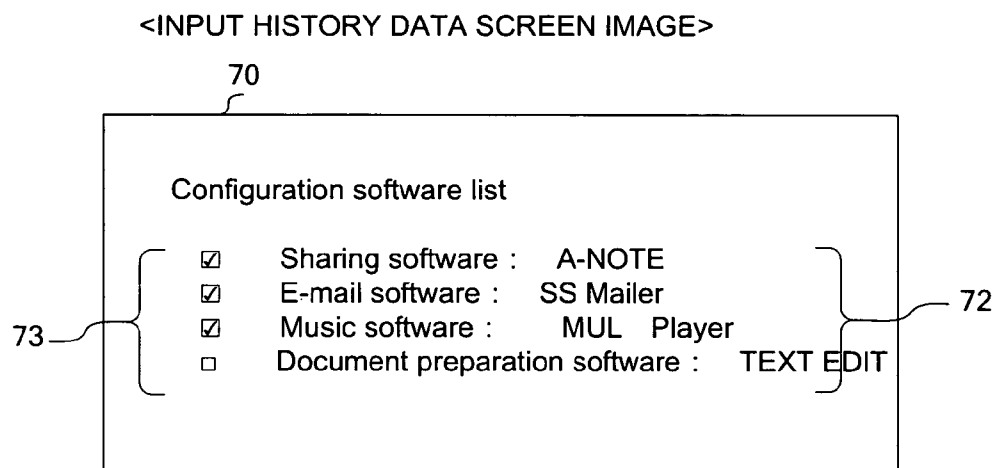 <INPUT HISTORY DATA SCREEN IMAGE>
70
Configuration software list
☑ Sharing software : A-NOTE
☑ E-mail software : SS Mailer
☑ Music software : MUL Player
□ Document preparation software : TEXT EDIT
72
73